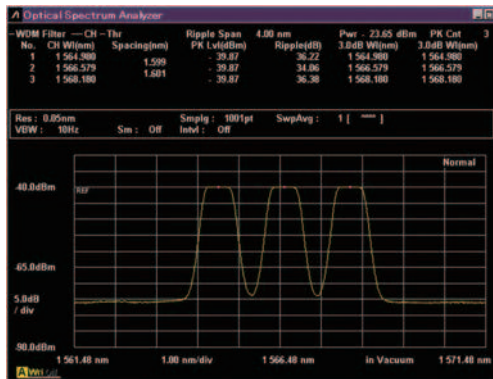 Optical Spectrum Analyzer
WDM Filter —CH —Thr Ripple Span 4.00 nm Pwr - 23.65 dBm PK Cnt 3
No. CH Wl(nm) Spacing(nm) PK Lvl(dBm) Ripple(dB) 3.0dB Wl(nm) 3.0dB Wl(nm)
1 1 564.980 - 39.87 36.22 1 564.980 1 564.980
1.599
2 1 566.579 - 39.87 34.06 1 566.579 1 566.579
1.601
3 1 568.180 - 39.87 36.38 1 568.180 1 568.180
Res : 0.05nm Smplg : 1001pt SwpAvg : 1 [ **** ]
VBW : 10Hz Sm : Off Intvl : Off
Normal
-40.0dBm REF
-65.0dBm
5.0dB
/ div
-90.0dBm
1 561.48 nm 1.00 nm/div 1 566.48 nm in Vacuum 1 571.48 nm
A Wri